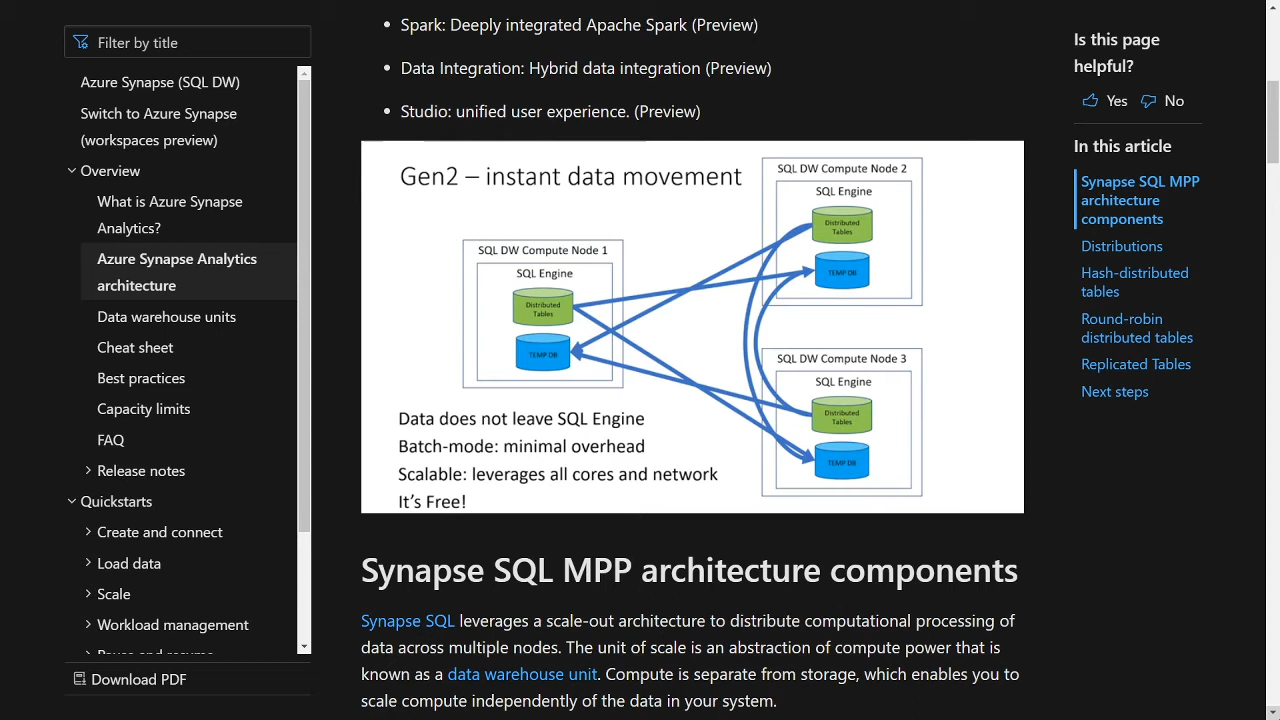 Filter by title
Azure Synapse (SQL DW)
Switch to Azure Synapse
(workspaces preview)
Overview
What is Azure Synapse
Analytics?
Azure Synapse Analytics
architecture
Data warehouse units
Cheat sheet
Best practices
Capacity limits
FAQ
Release notes
Quickstarts
Create and connect
Load data
Scale
Workload management
Pause and resume
Download PDF
Spark: Deeply integrated Apache Spark (Preview)
Data Integration: Hybrid data integration (Preview)
Studio: unified user experience. (Preview)
Gen2 – instant data movement
SQL DW Compute Node 1
SQL Engine
Distributed
Tables
TEMP DB
SQL DW Compute Node 2
SQL Engine
Distributed
Tables
TEMP DB
SQL DW Compute Node 3
SQL Engine
Distributed
Tables
TEMP DB
Data does not leave SQL Engine
Batch-mode: minimal overhead
Scalable: leverages all cores and network
It's Free!
Synapse SQL MPP architecture components
Synapse SQL leverages a scale-out architecture to distribute computational processing of
data across multiple nodes. The unit of scale is an abstraction of compute power that is
known as a data warehouse unit. Compute is separate from storage, which enables you to
scale compute independently of the data in your system.
Is this page
helpful?
Yes No
In this article
Synapse SQL MPP
architecture
components
Distributions
Hash-distributed
tables
Round-robin
distributed tables
Replicated Tables
Next steps